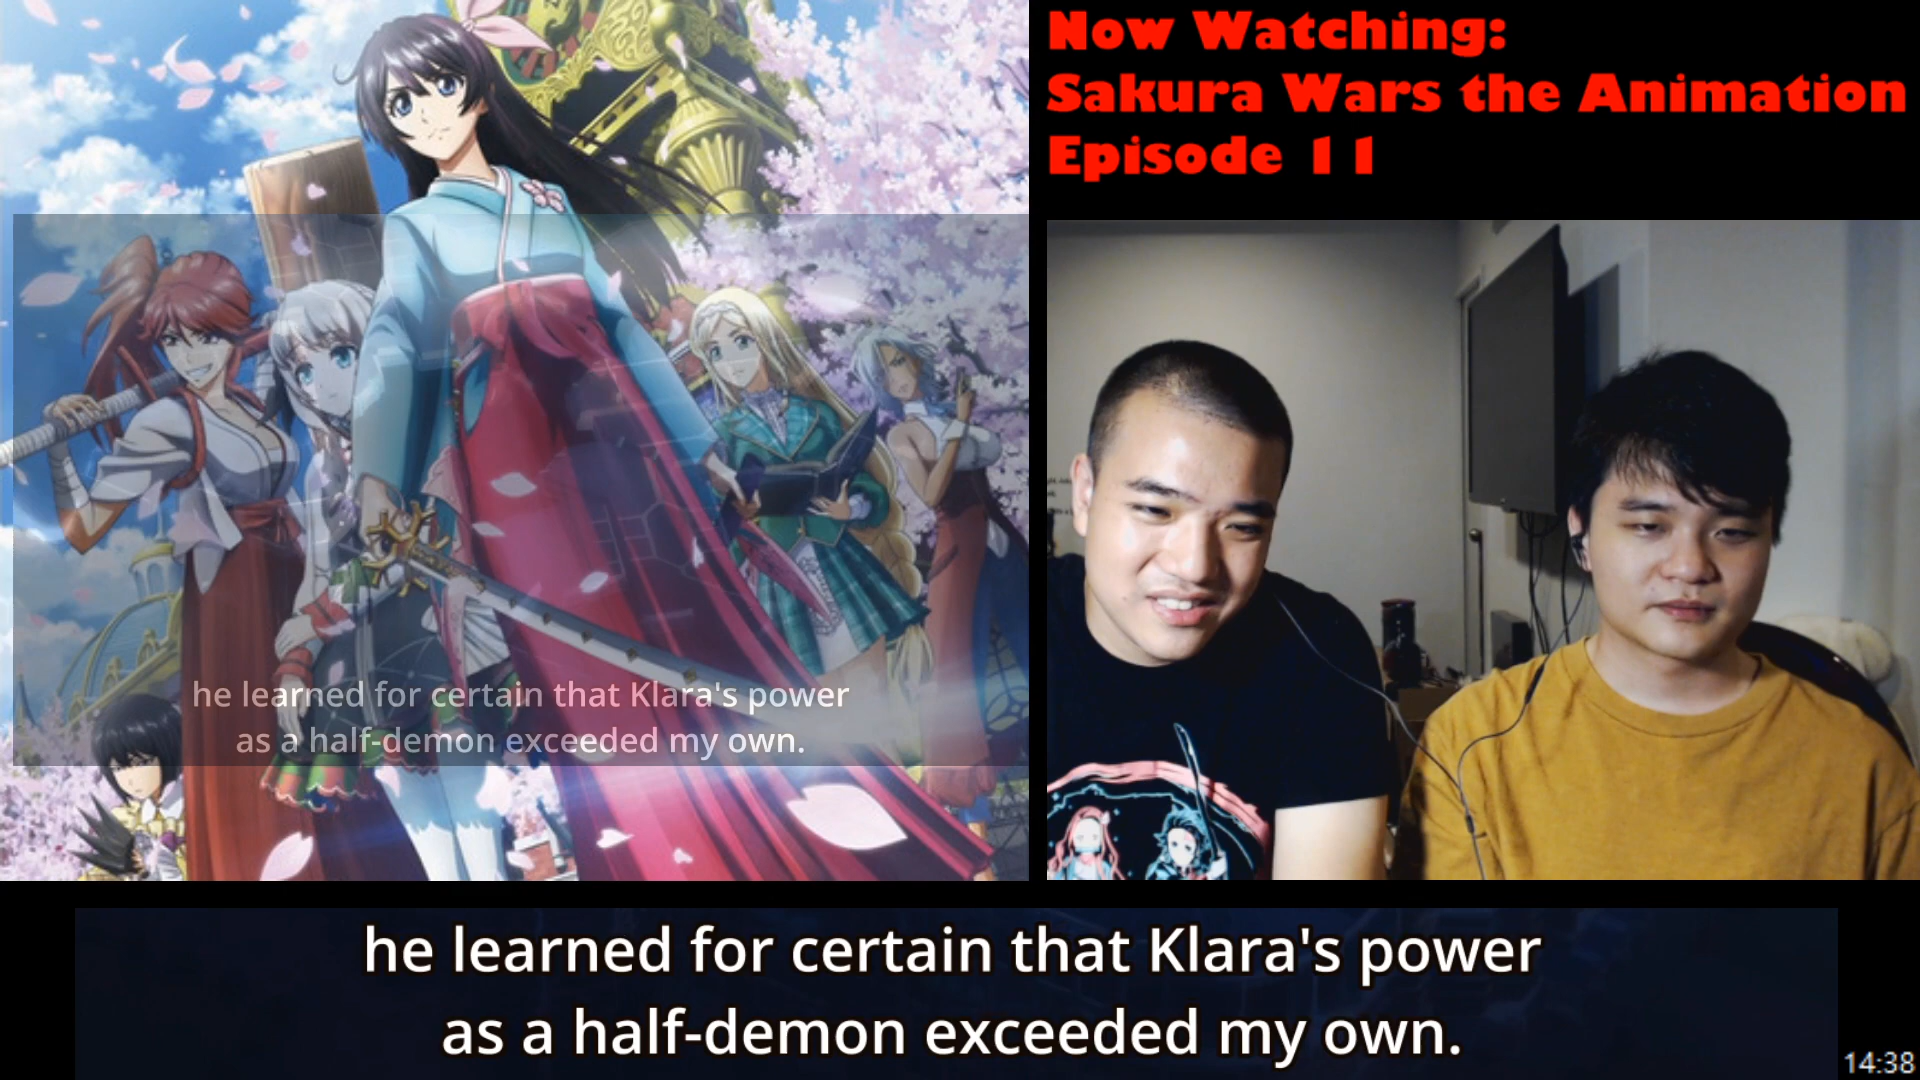 Now Watching:
Sakura Wars the Animation
Episode 11
he learned for certain that Klara's power
as a half-demon exceeded my own.
he learned for certain that Klara's power
as a half-demon exceeded my own.
14:38